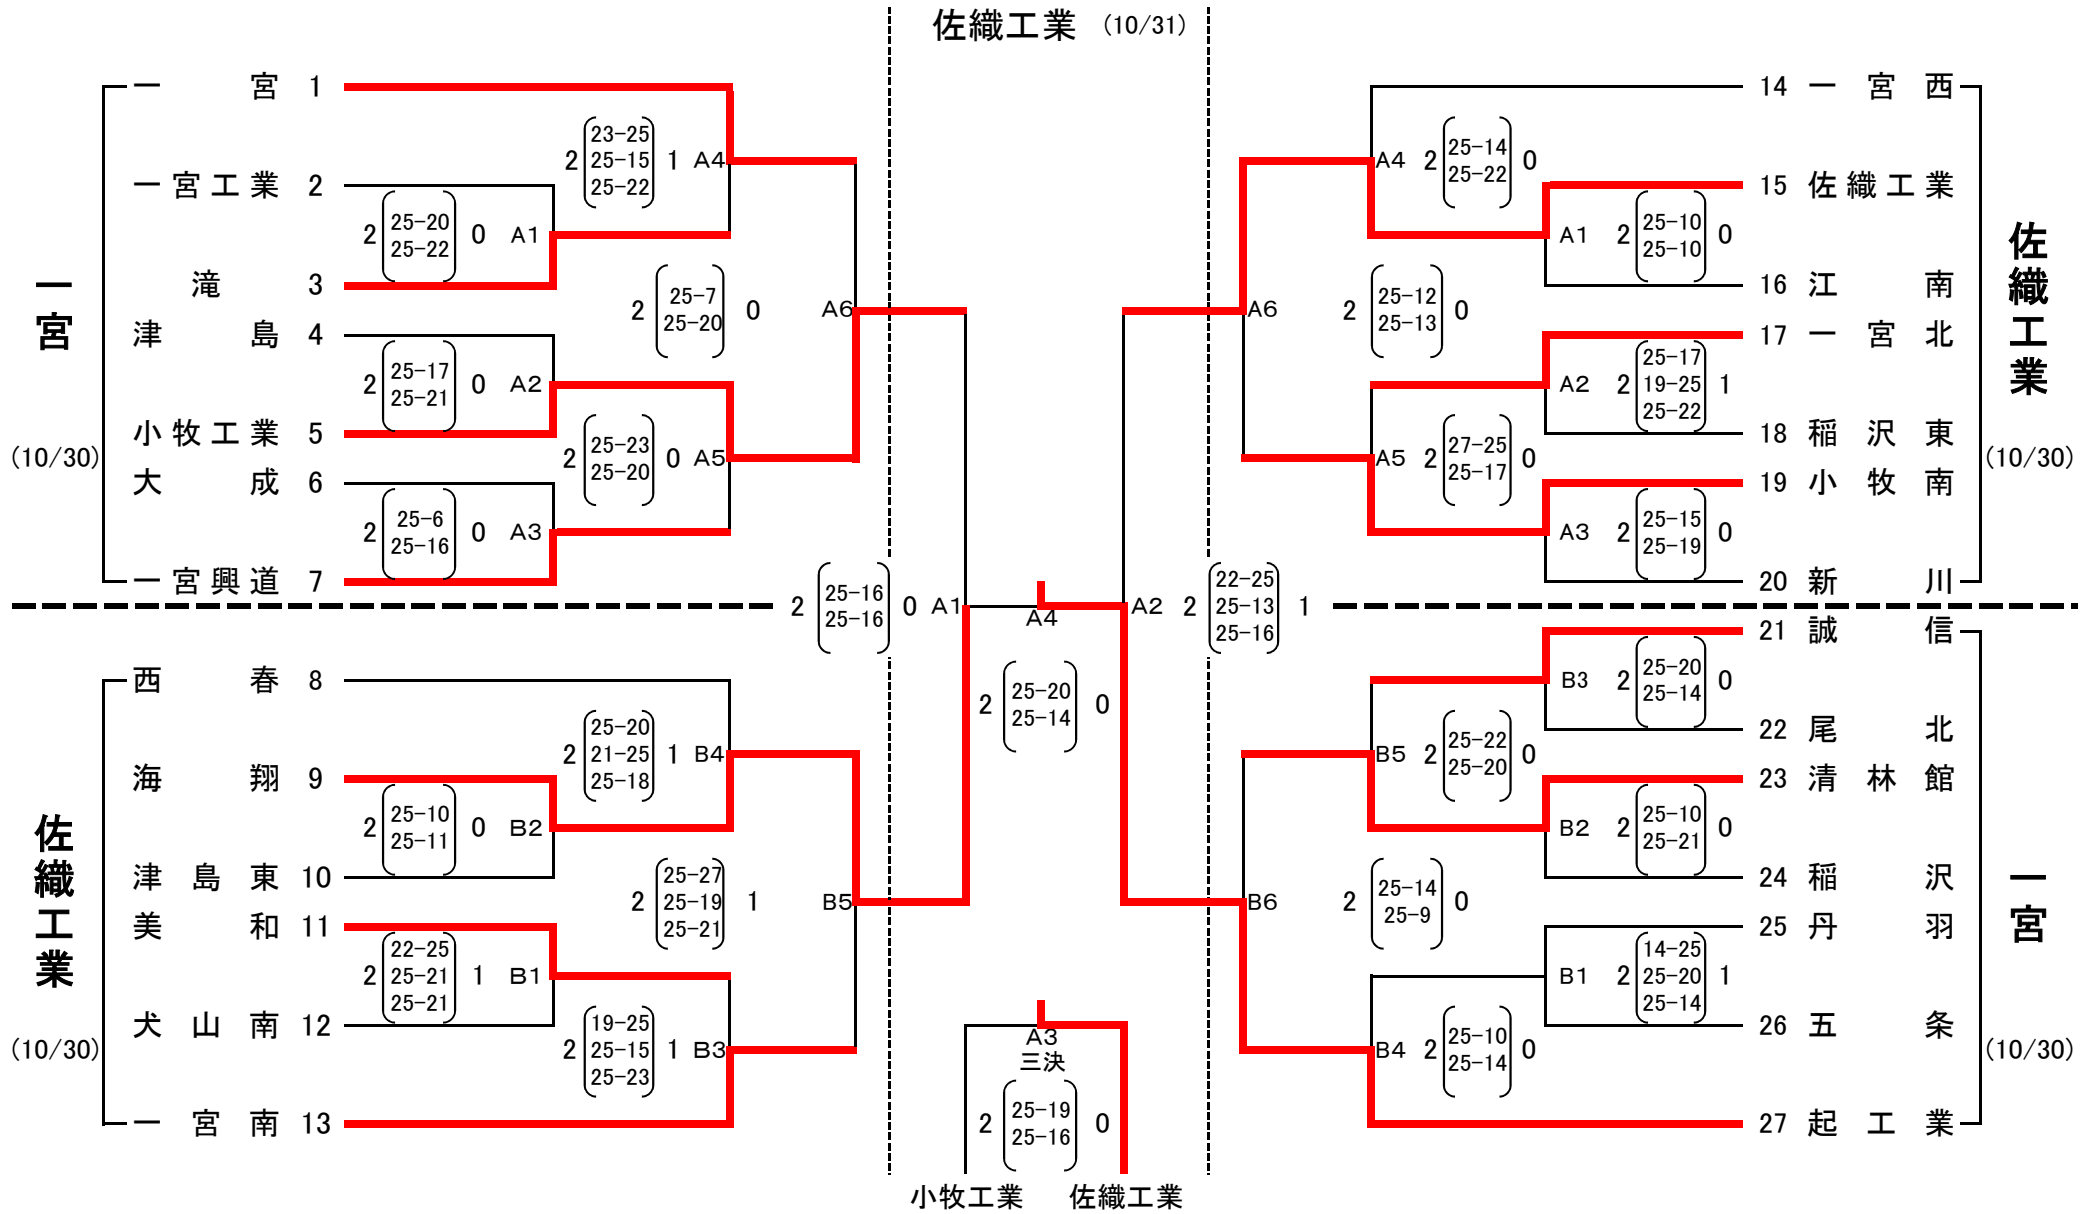 佐織工業 (10/31)
一宮 1
一宮工業 2
滝 3
津島 4
小牧工業 5
大成 6
一宮興道 7
一宮
(10/30)
2 23-25 1 A4
25-15
25-22
2 25-20 0 A1
25-22
2 25-7 0 A6
25-20
2 25-17 0 A2
25-21
2 25-23 0 A5
25-20
2 25-6 0 A3
25-16
西春 8
海翔 9
津島東 10
美和 11
犬山南 12
一宮南 13
佐織工業
(10/30)
2 25-20 1 B4
21-25
25-18
2 25-10 0 B2
25-11
2 25-27 1 B5
25-19
25-21
2 22-25 1 B1
25-21
25-21
2 19-25 1 B3
25-15
25-23
2 25-16 0 A1
25-16
A4
2 25-20 0
25-14
A2 2 22-25 1
25-13
25-16
A3
三決
2 25-19 0
25-16
小牧工業 佐織工業
14 一宮西
15 佐織工業
16 江南
17 一宮北
18 稲沢東
19 小牧南
20 新川
佐織工業
(10/30)
A4 2 25-14 0
25-22
A1 2 25-10 0
25-10
A6 2 25-12 0
25-13
A2 2 25-17 1
19-25
25-22
A5 2 27-25 0
25-17
A3 2 25-15 0
25-19
21 誠信
22 尾北
23 清林館
24 稲沢
25 丹羽
26 五条
27 起工業
一宮
(10/30)
B3 2 25-20 0
25-14
B5 2 25-22 0
25-20
B2 2 25-10 0
25-21
B6 2 25-14 0
25-9
B1 2 14-25 1
25-20
25-14
B4 2 25-10 0
25-14